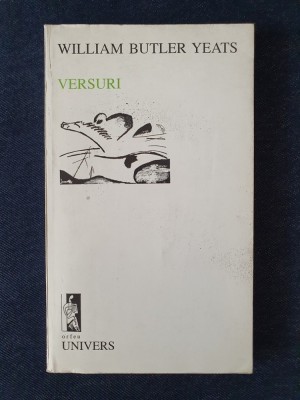 WILLIAM BUTLER YEATS
VERSURI
orfeu
UNIVERS